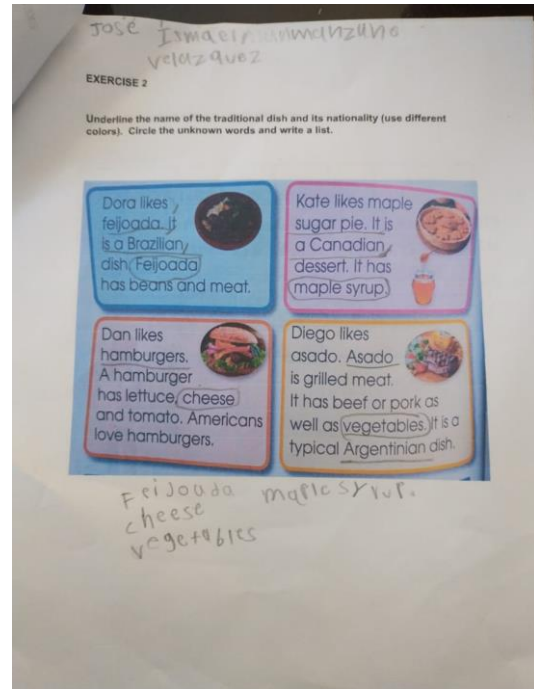 José Ismael manzano
velazquez
EXERCISE 2
Underline the name of the traditional dish and its nationality (use different
colors). Circle the unknown words and write a list.
Dora likes
feijoada. It
is a Brazilian
dish. Feijoada
has beans and meat.
Kate likes maple
sugar pie. It is
a Canadian
dessert. It has
maple syrup.
Dan likes
hamburgers.
A hamburger
has lettuce, cheese
and tomato. Americans
love hamburgers.
Diego likes
asado. Asado
is grilled meat.
It has beef or pork as
well as vegetables. It is a
typical Argentinian dish.
Feijoada maple syrup.
cheese
vegetables